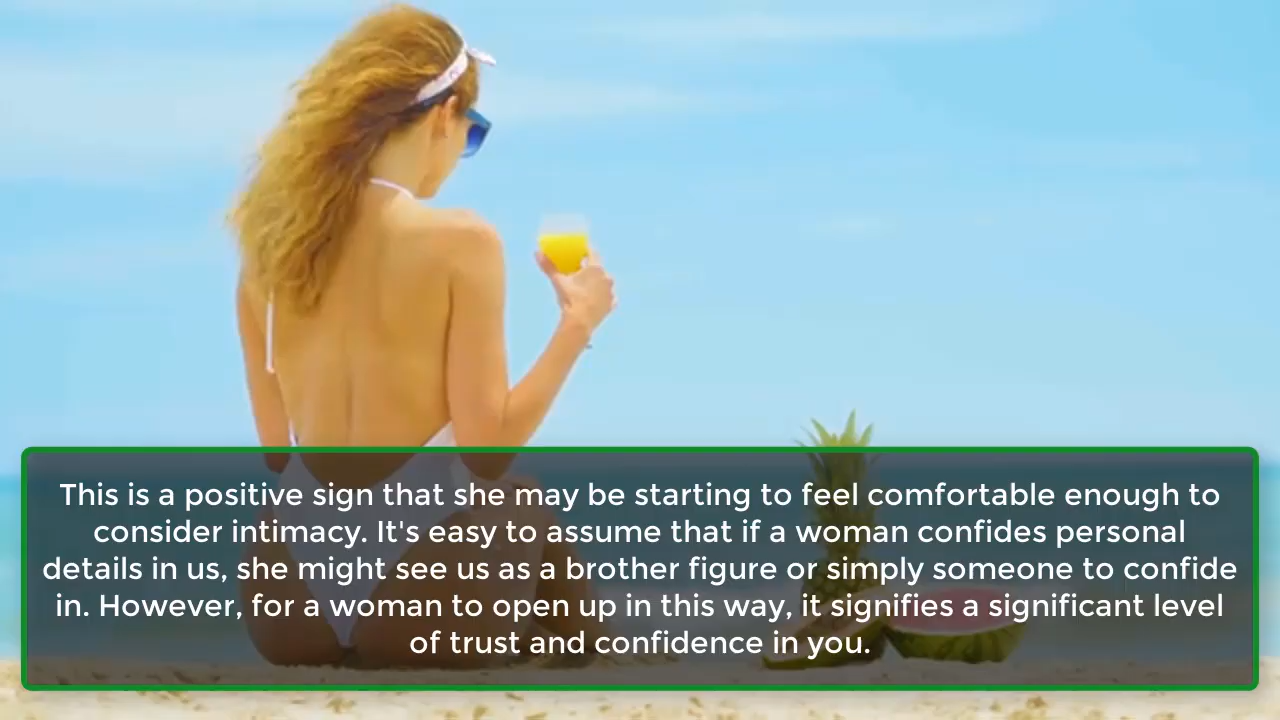 This is a positive sign that she may be starting to feel comfortable enough to
consider intimacy. It's easy to assume that if a woman confides personal
details in us, she might see us as a brother figure or simply someone to confide
in. However, for a woman to open up in this way, it signifies a significant level
of trust and confidence in you.